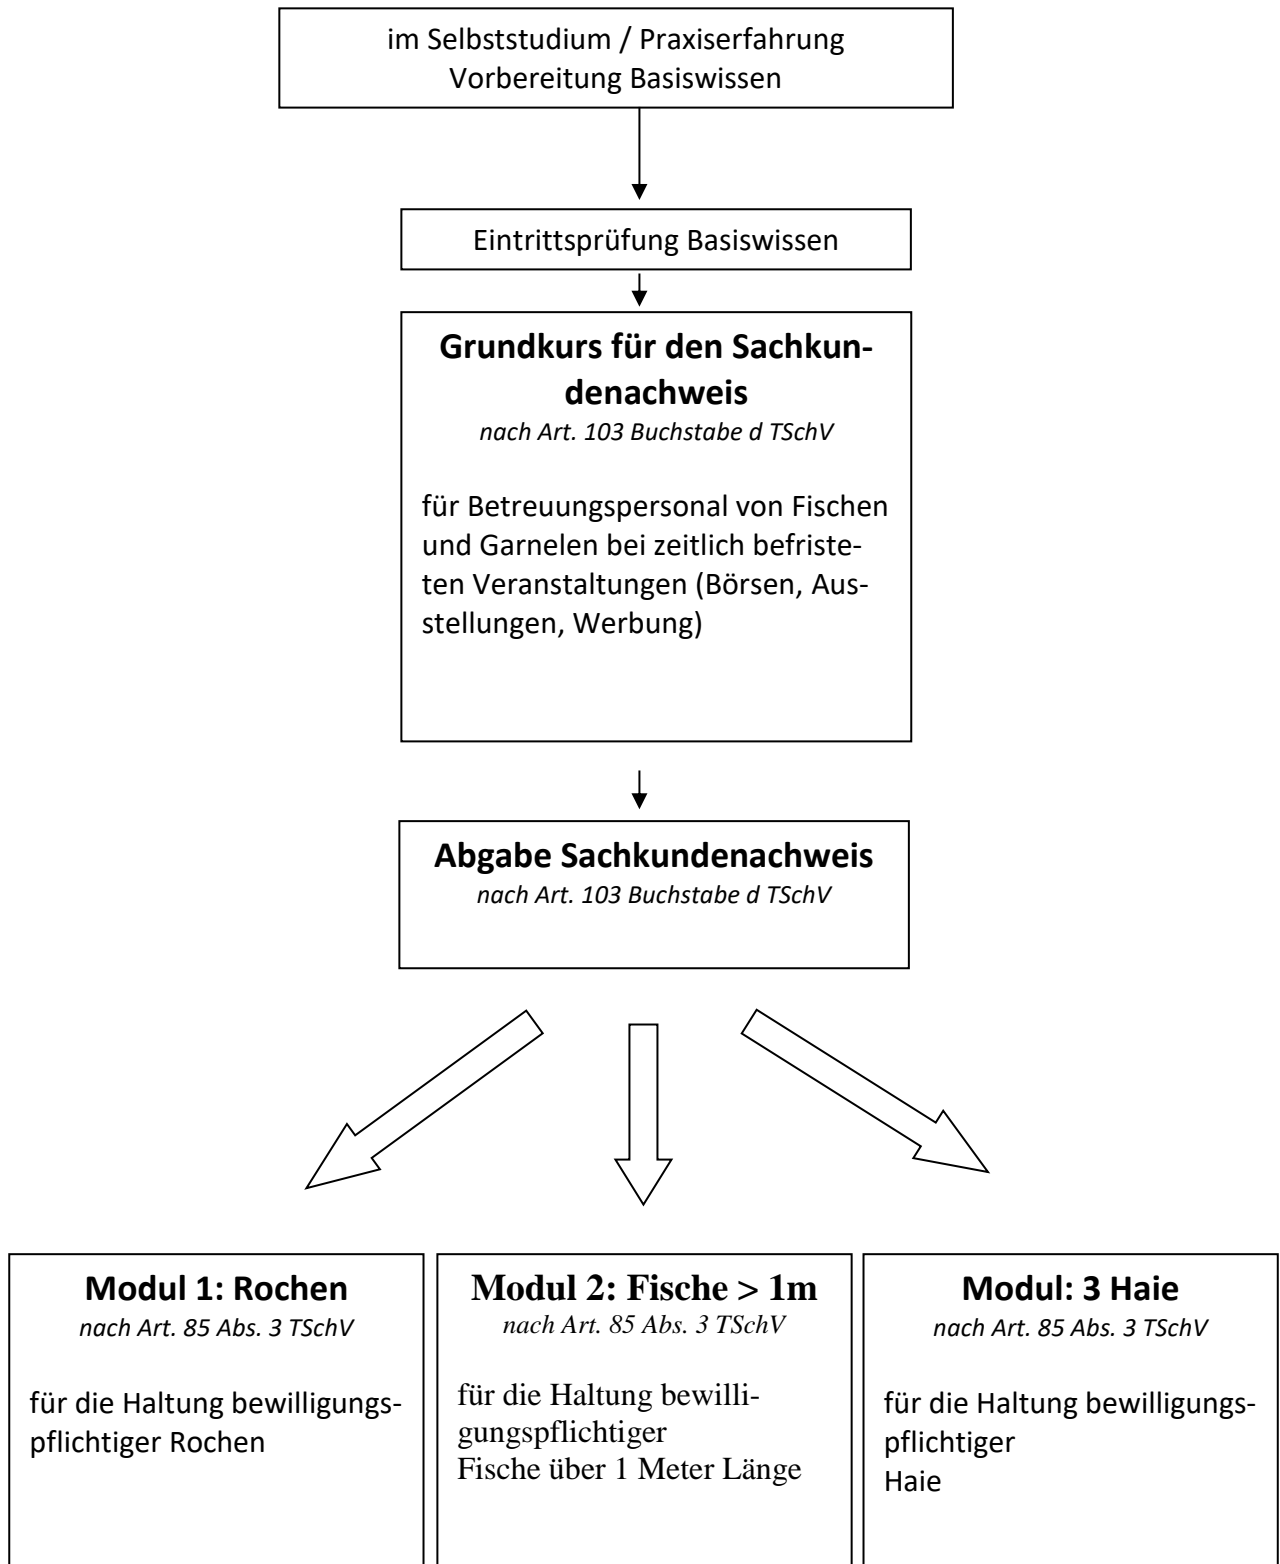 im Selbststudium / Praxiserfahrung
Vorbereitung Basiswissen
Eintrittsprüfung Basiswissen
Grundkurs für den Sachkun-
denachweis
nach Art. 103 Buchstabe d TSchV
für Betreuungspersonal von Fischen
und Garnelen bei zeitlich befriste-
ten Veranstaltungen (Börsen, Aus-
stellungen, Werbung)
Abgabe Sachkundenachweis
nach Art. 103 Buchstabe d TSchV
Modul 1: Rochen
nach Art. 85 Abs. 3 TSchV
für die Haltung bewilligungs-
pflichtiger Rochen
Modul 2: Fische > 1m
nach Art. 85 Abs. 3 TSchV
für die Haltung bewilli-
gungspflichtiger
Fische über 1 Meter Länge
Modul: 3 Haie
nach Art. 85 Abs. 3 TSchV
für die Haltung bewilligungs-
pflichtiger
Haie